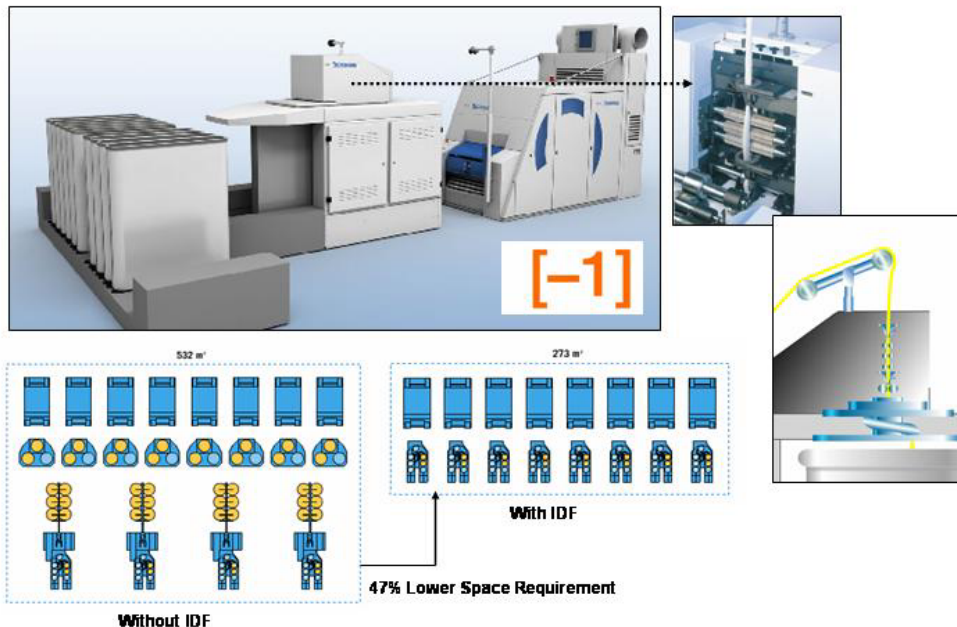 [–1]
532 m²
273 m²
With IDF
47% Lower Space Requirement
Without IDF